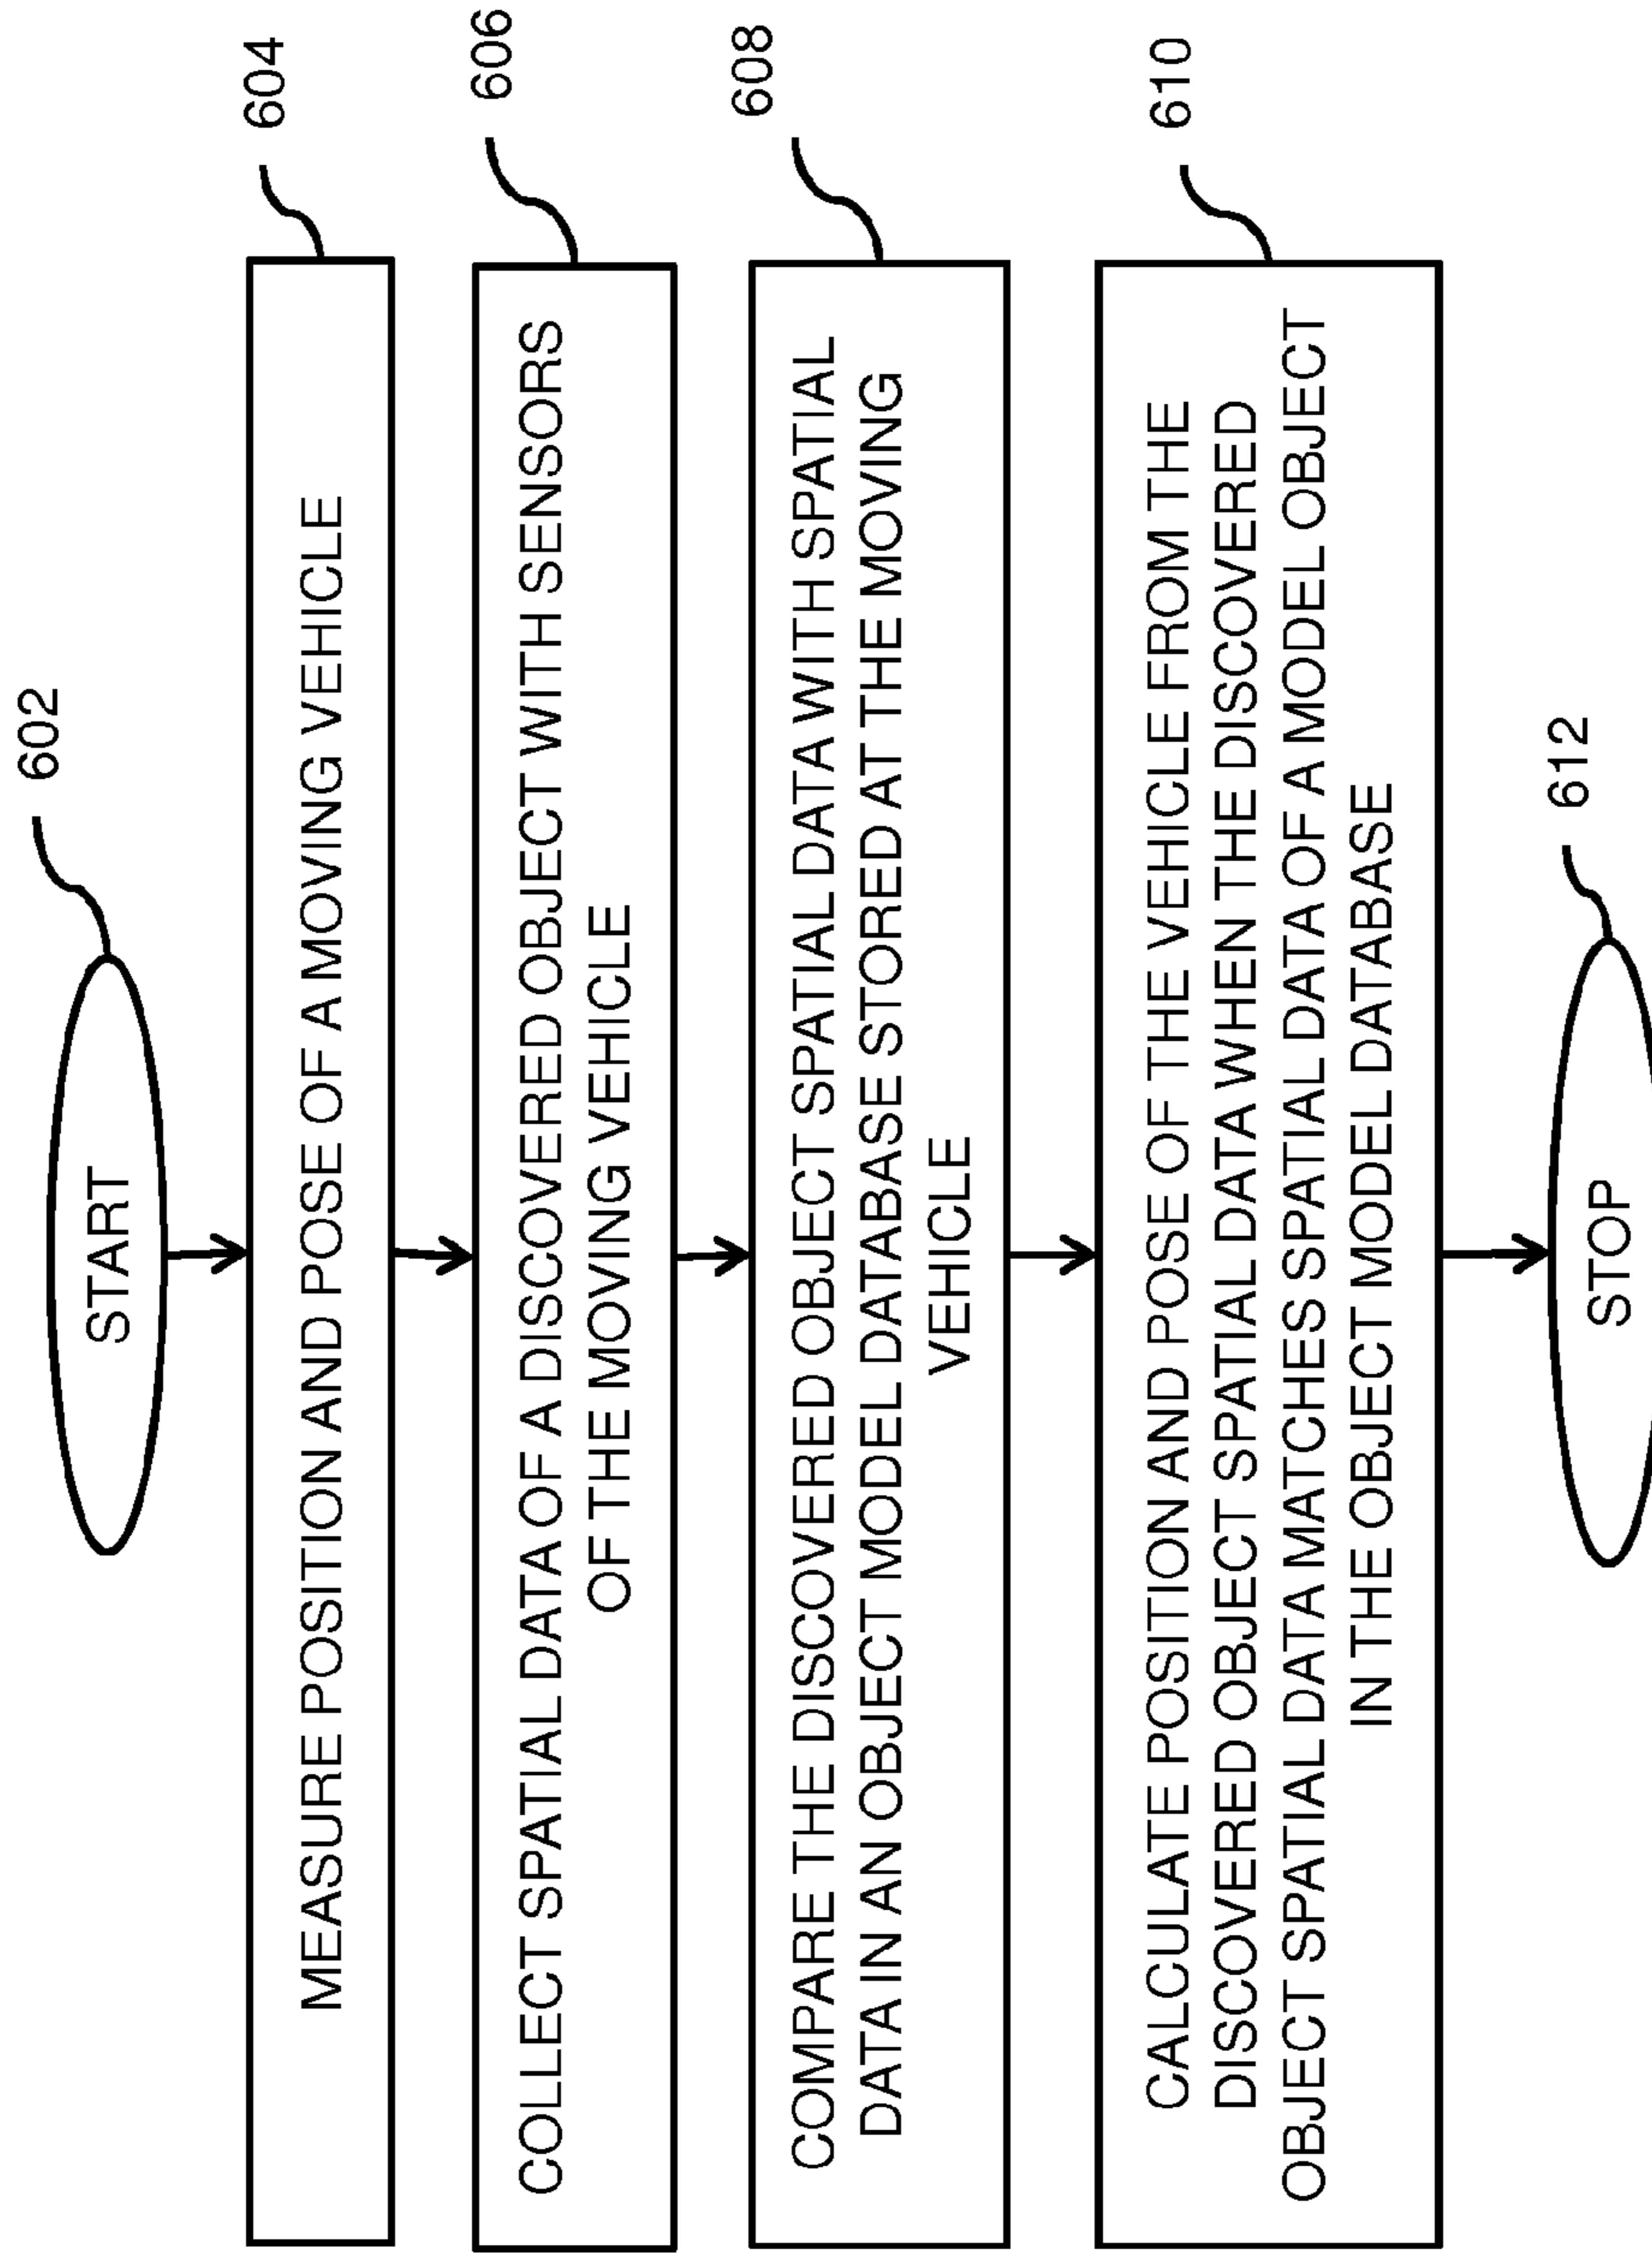 START
602
MEASURE POSITION AND POSE OF A MOVING VEHICLE
604
COLLECT SPATIAL DATA OF A DISCOVERED OBJECT WITH SENSORS
OF THE MOVING VEHICLE
606
COMPARE THE DISCOVERED OBJECT SPATIAL DATA WITH SPATIAL
DATA IN AN OBJECT MODEL DATABASE STORED AT THE MOVING
VEHICLE
608
CALCULATE POSITION AND POSE OF THE VEHICLE FROM THE
DISCOVERED OBJECT SPATIAL DATA WHEN THE DISCOVERED
OBJECT SPATIAL DATA MATCHES SPATIAL DATA OF A MODEL OBJECT
IN THE OBJECT MODEL DATABASE
610
STOP
612